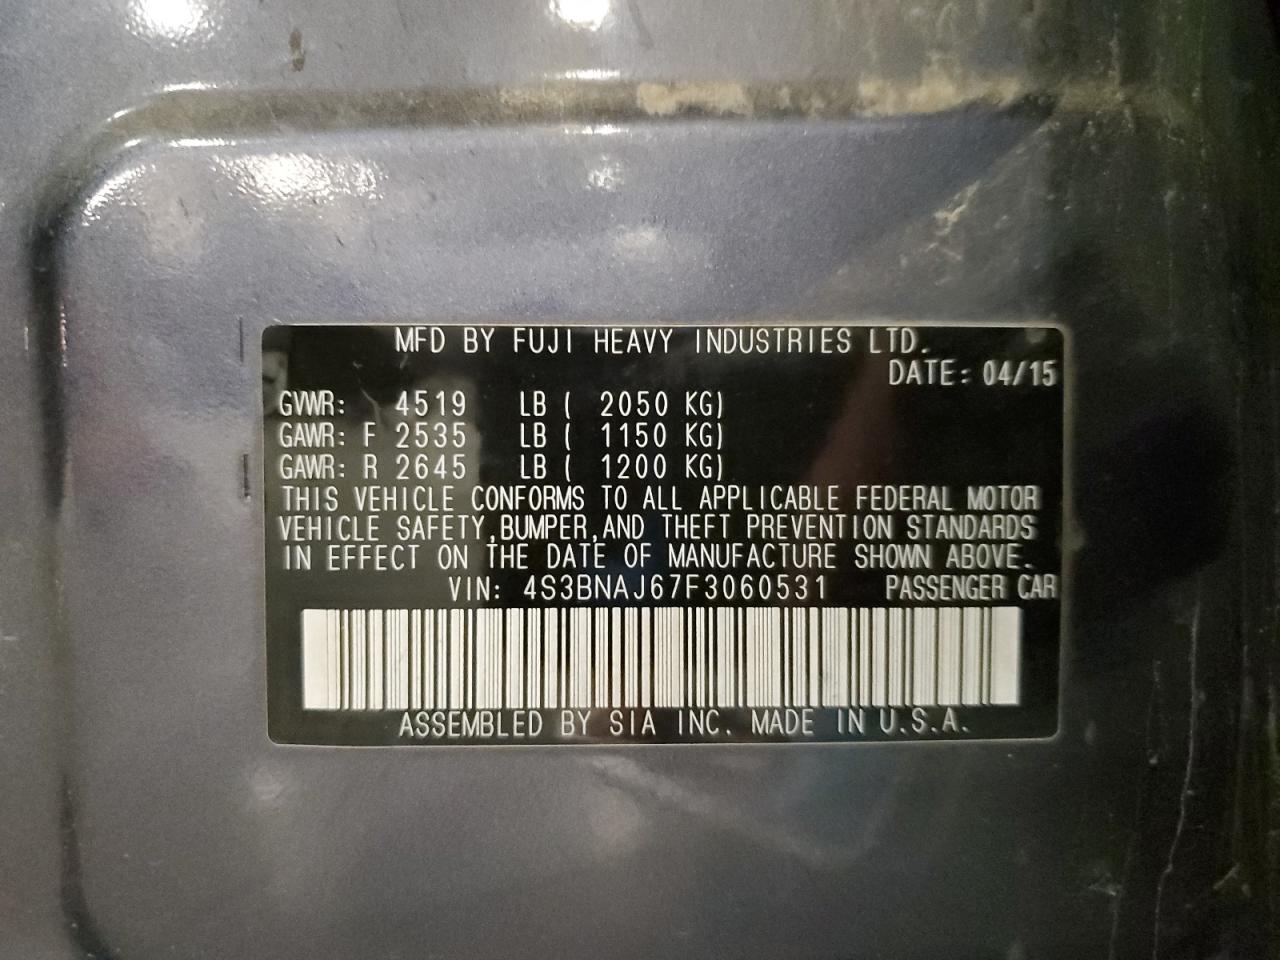 MFD BY FUJI HEAVY INDUSTRIES LTD.
DATE: 04/15
GVWR: 4519 LB ( 2050 KG)
GAWR: F 2535 LB ( 1150 KG)
GAWR: R 2645 LB ( 1200 KG)
THIS VEHICLE CONFORMS TO ALL APPLICABLE FEDERAL MOTOR
VEHICLE SAFETY,BUMPER,AND THEFT PREVENTION STANDARDS
IN EFFECT ON THE DATE OF MANUFACTURE SHOWN ABOVE.
VIN: 4S3BNAJ67F3060531 PASSENGER CAR
ASSEMBLED BY SIA INC. MADE IN U.S.A.